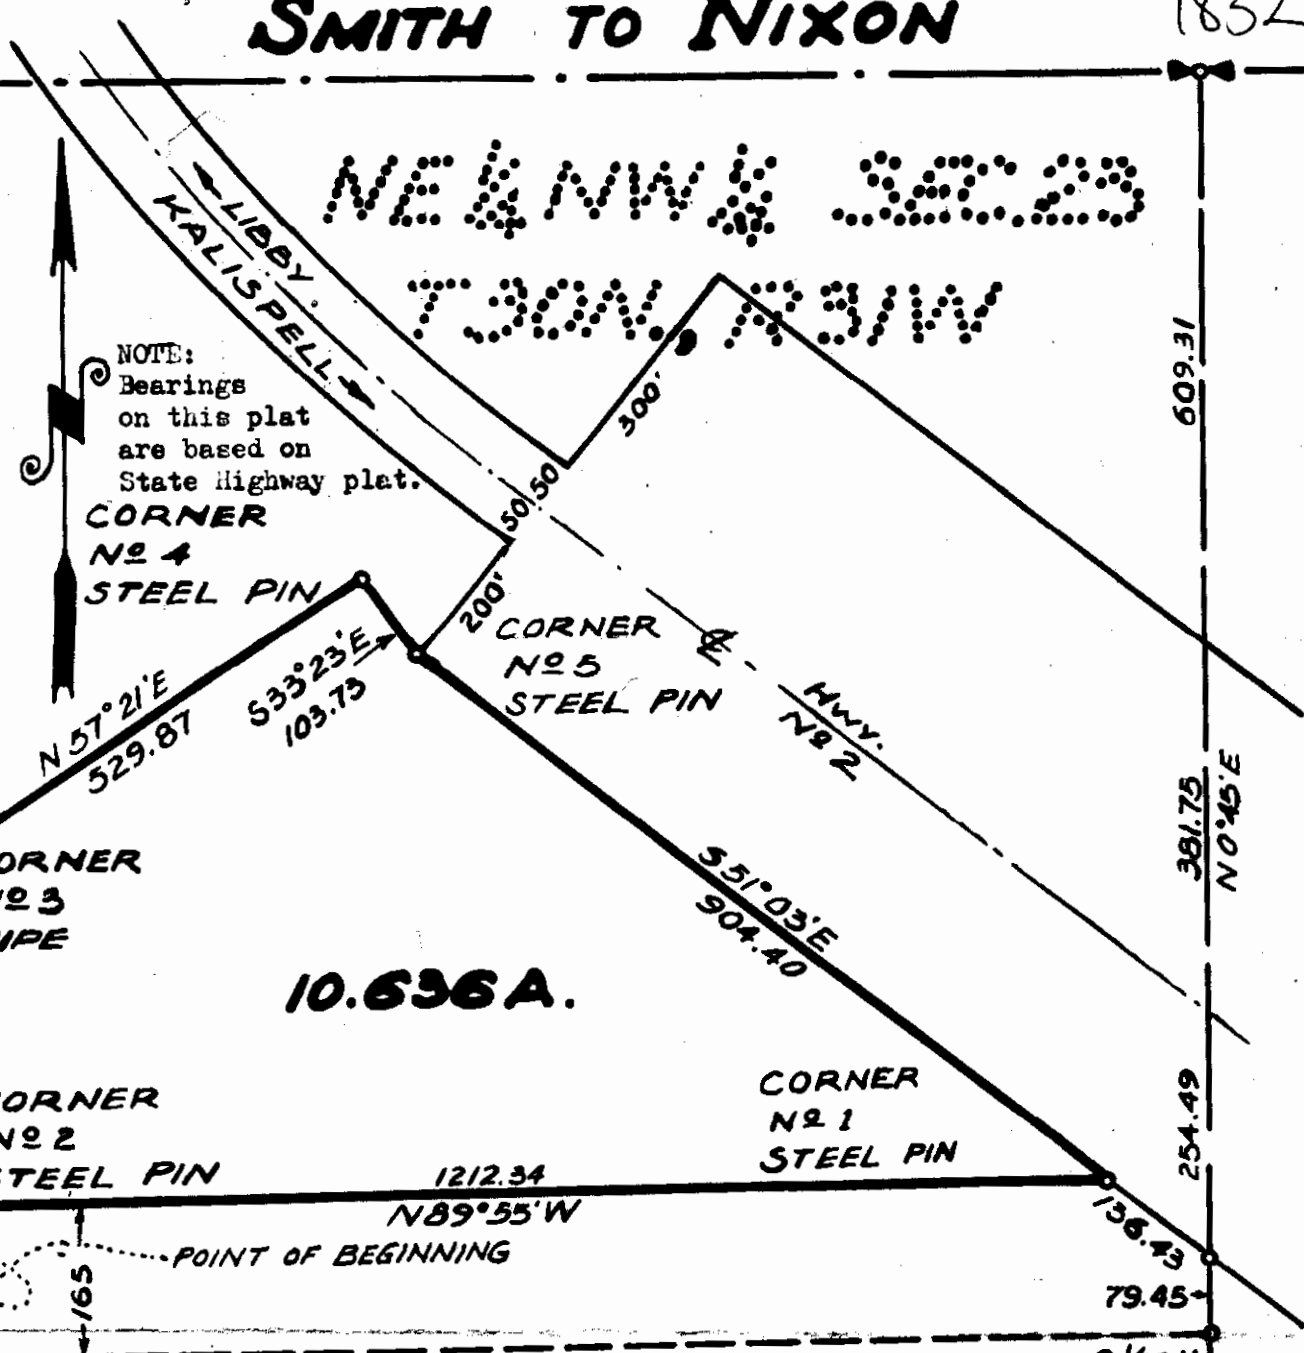 SMITH TO NIXON
1852
NE¼ NW¼ SEC. 23
T30N., R31W
LIBBY
KALISPELL
609.31
300'
NOTE:
Bearings
on this plat
are based on
State Highway plat.
50 50
CORNER
Nº 4
STEEL PIN
200'
CORNER
Nº 5
STEEL PIN
℄
HWY.
Nº 2
S33°23'E
103.73
N 57°21'E
529.87
381.75
N 0°45'E
ORNER
Nº 3
IPE
S51°03'E
904.40
10.636 A.
CORNER
Nº 1
STEEL PIN
254.49
ORNER
Nº 2
STEEL PIN
1212.34
N89°55'W
136.43
POINT OF BEGINNING
165
79.45